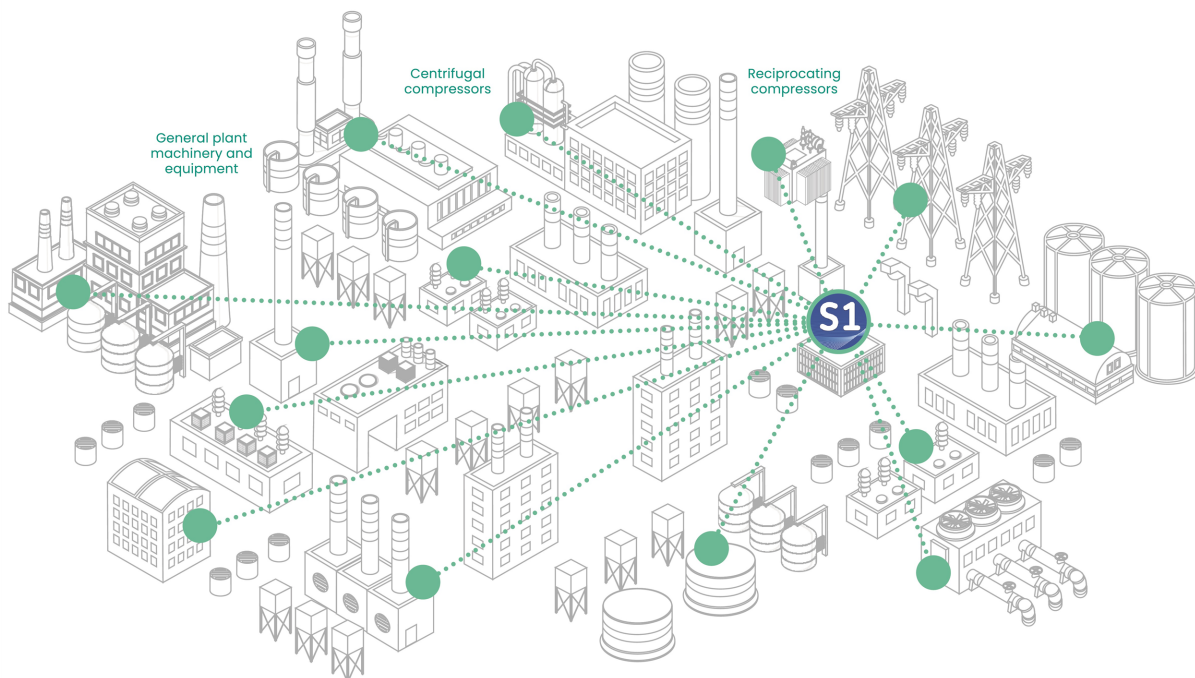 Centrifugal
compressors
Reciprocating
compressors
General plant
machinery and
equipment
S1